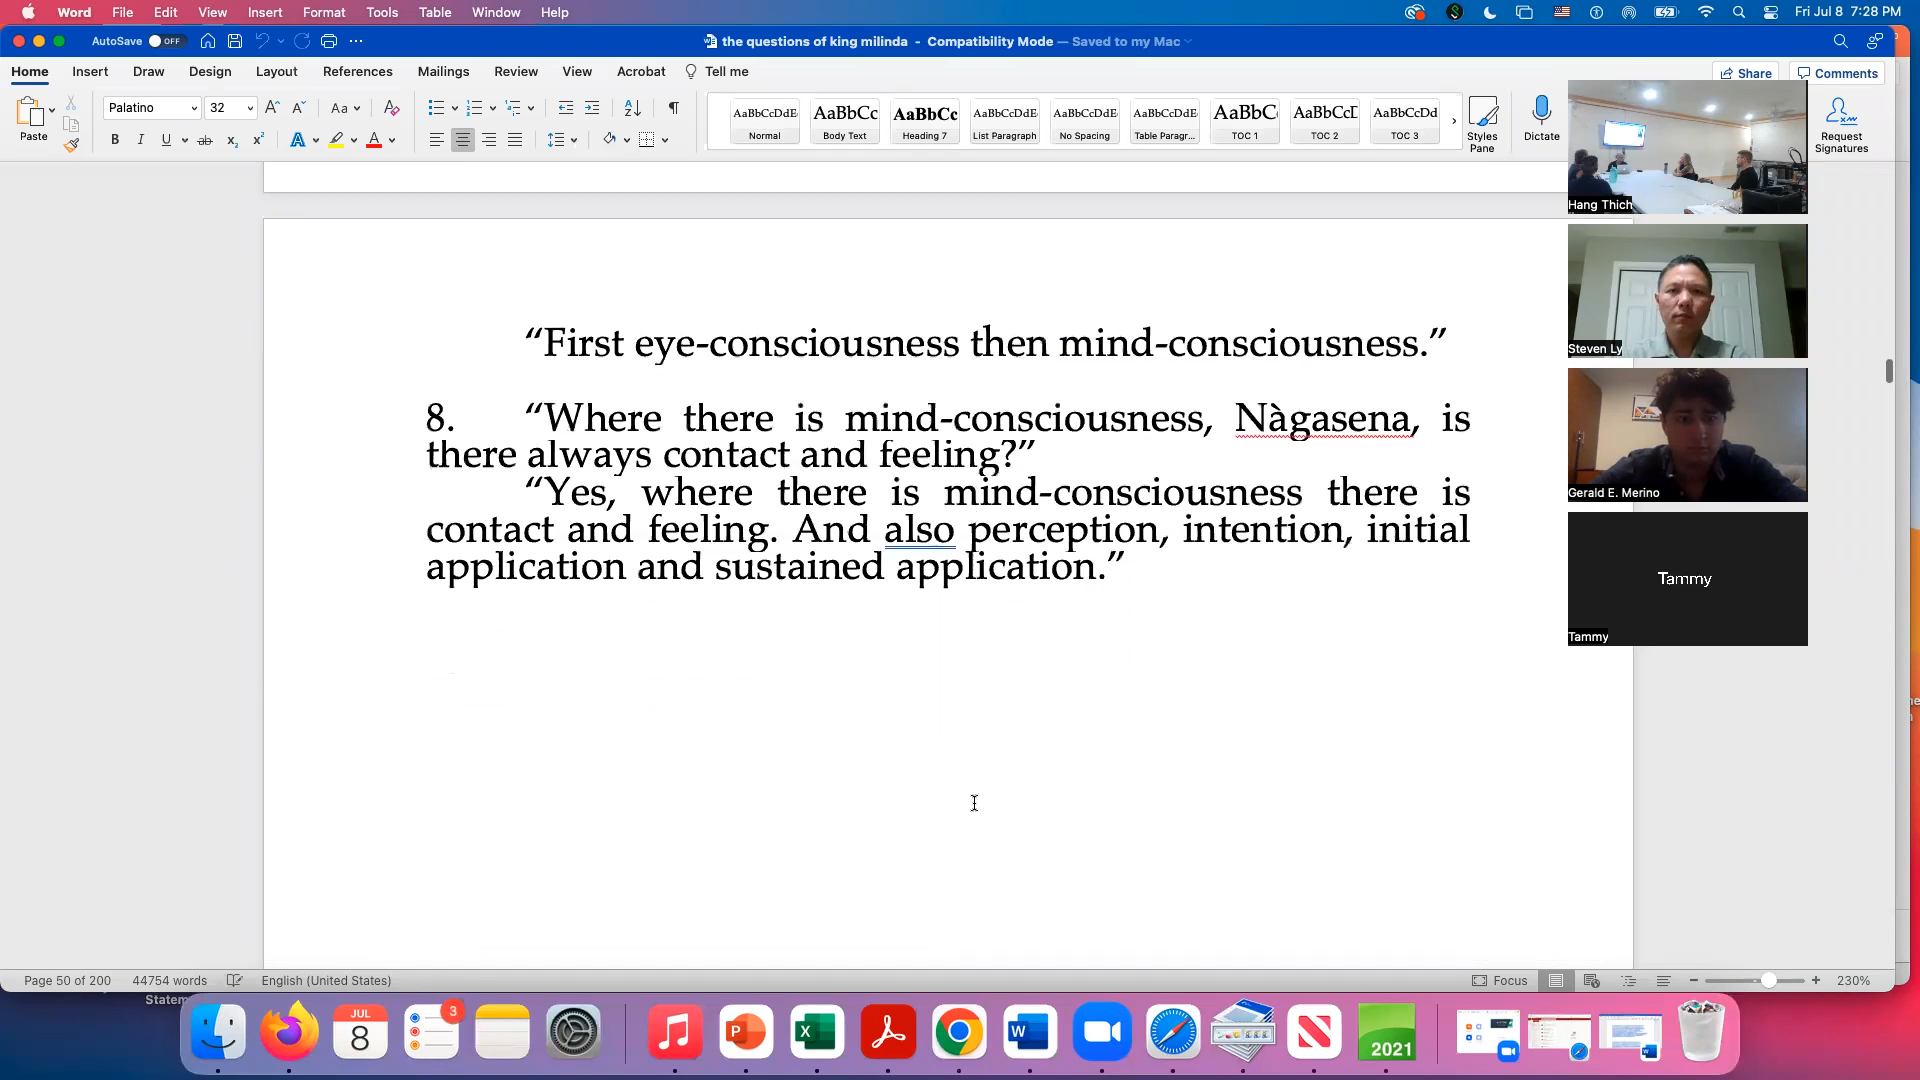 Word File Edit View Insert Format Tools Table Window Help Fri Jul 8 7:28 PM
AutoSave OFF the questions of king milinda - Compatibility Mode — Saved to my Mac
Home Insert Draw Design Layout References Mailings Review View Acrobat Tell me Share Comments
Paste Palatino 32 Aa
AaBbCcDdE AaBbCc AaBbCc AaBbCcDdE AaBbCcDdE AaBbCcDdE AaBbC AaBbCcD AaBbCcDd
Normal Body Text Heading 7 List Paragraph No Spacing Table Paragr... TOC 1 TOC 2 TOC 3 Styles Pane Dictate Request Signatures
Hang Thich
Steven Ly
Gerald E. Merino
Tammy
Tammy
“First eye-consciousness then mind-consciousness.”
8. “Where there is mind-consciousness, Nàgasena, is
there always contact and feeling?”
“Yes, where there is mind-consciousness there is
contact and feeling. And also perception, intention, initial
application and sustained application.”
Page 50 of 200 44754 words English (United States) Focus 230%
Statem
JUL
8
3
2021